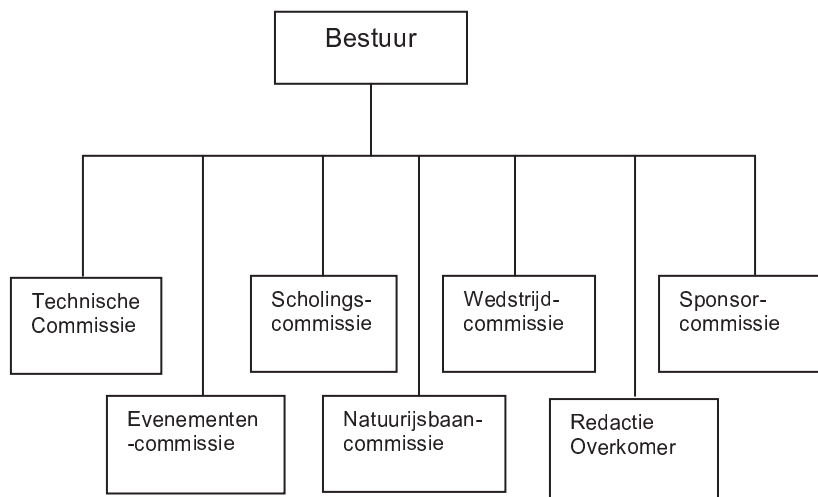 Bestuur
Technische
Commissie
Scholings-
commissie
Wedstrijd-
commissie
Sponsor-
commissie
Evenementen
-commissie
Natuurijsbaan-
commissie
Redactie
Overkomer